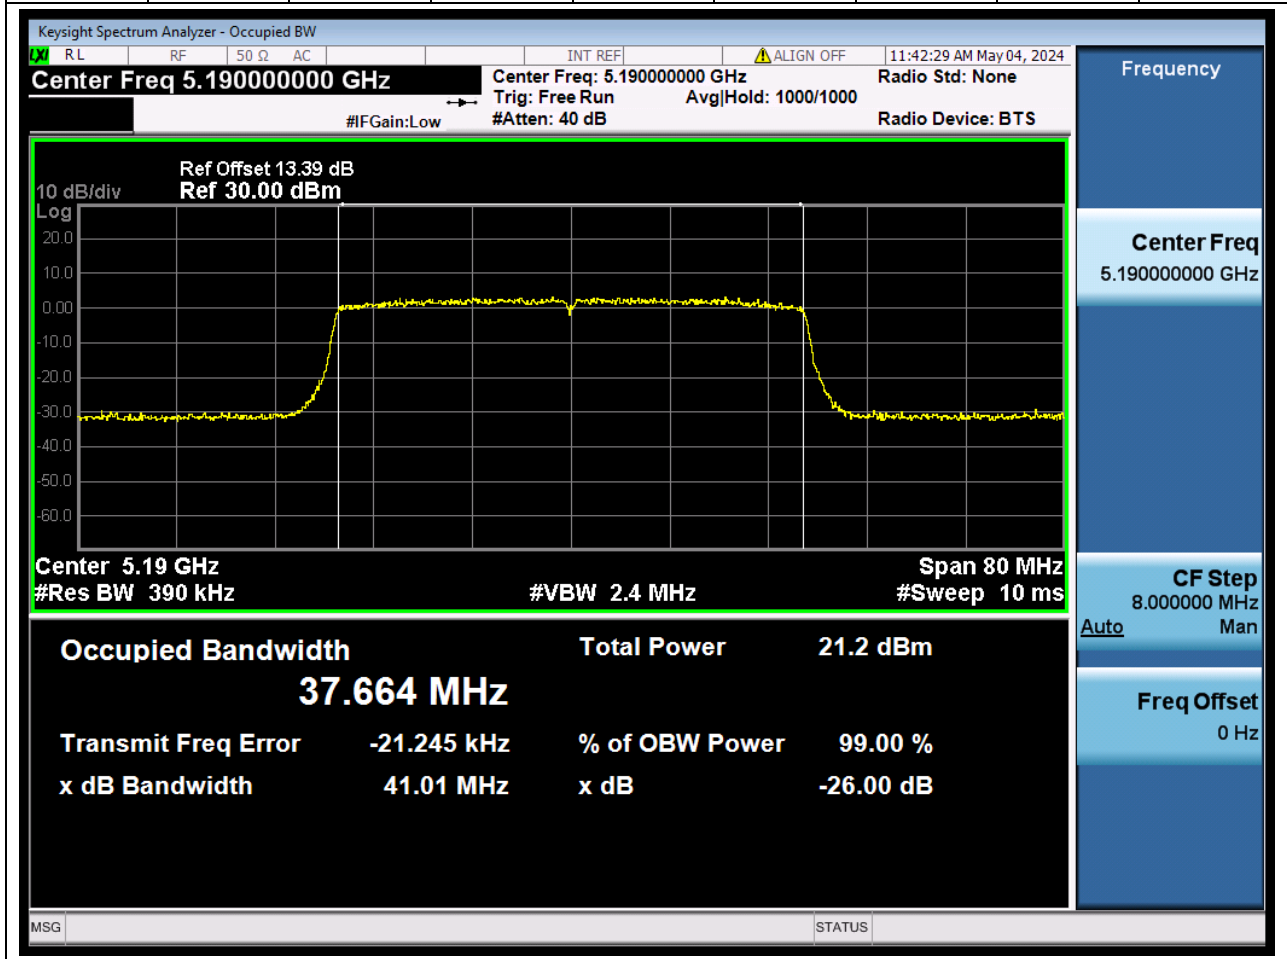 Keysight Spectrum Analyzer - Occupied BW
LXI RL RF 50 Ω AC INT REF ALIGN OFF 11:42:29 AM May 04, 2024
Center Freq 5.190000000 GHz
Center Freq: 5.190000000 GHz
Radio Std: None
Trig: Free Run Avg|Hold: 1000/1000
#IFGain:Low
#Atten: 40 dB
Radio Device: BTS
Ref Offset 13.39 dB
10 dB/div Ref 30.00 dBm
Log
20.0
10.0
0.00
-10.0
-20.0
-30.0
-40.0
-50.0
-60.0
Center 5.19 GHz Span 80 MHz
#Res BW 390 kHz #VBW 2.4 MHz #Sweep 10 ms
Occupied Bandwidth Total Power 21.2 dBm
37.664 MHz
Transmit Freq Error -21.245 kHz % of OBW Power 99.00 %
x dB Bandwidth 41.01 MHz x dB -26.00 dB
MSG STATUS
Frequency
Center Freq
5.190000000 GHz
CF Step
8.000000 MHz
Auto Man
Freq Offset
0 Hz